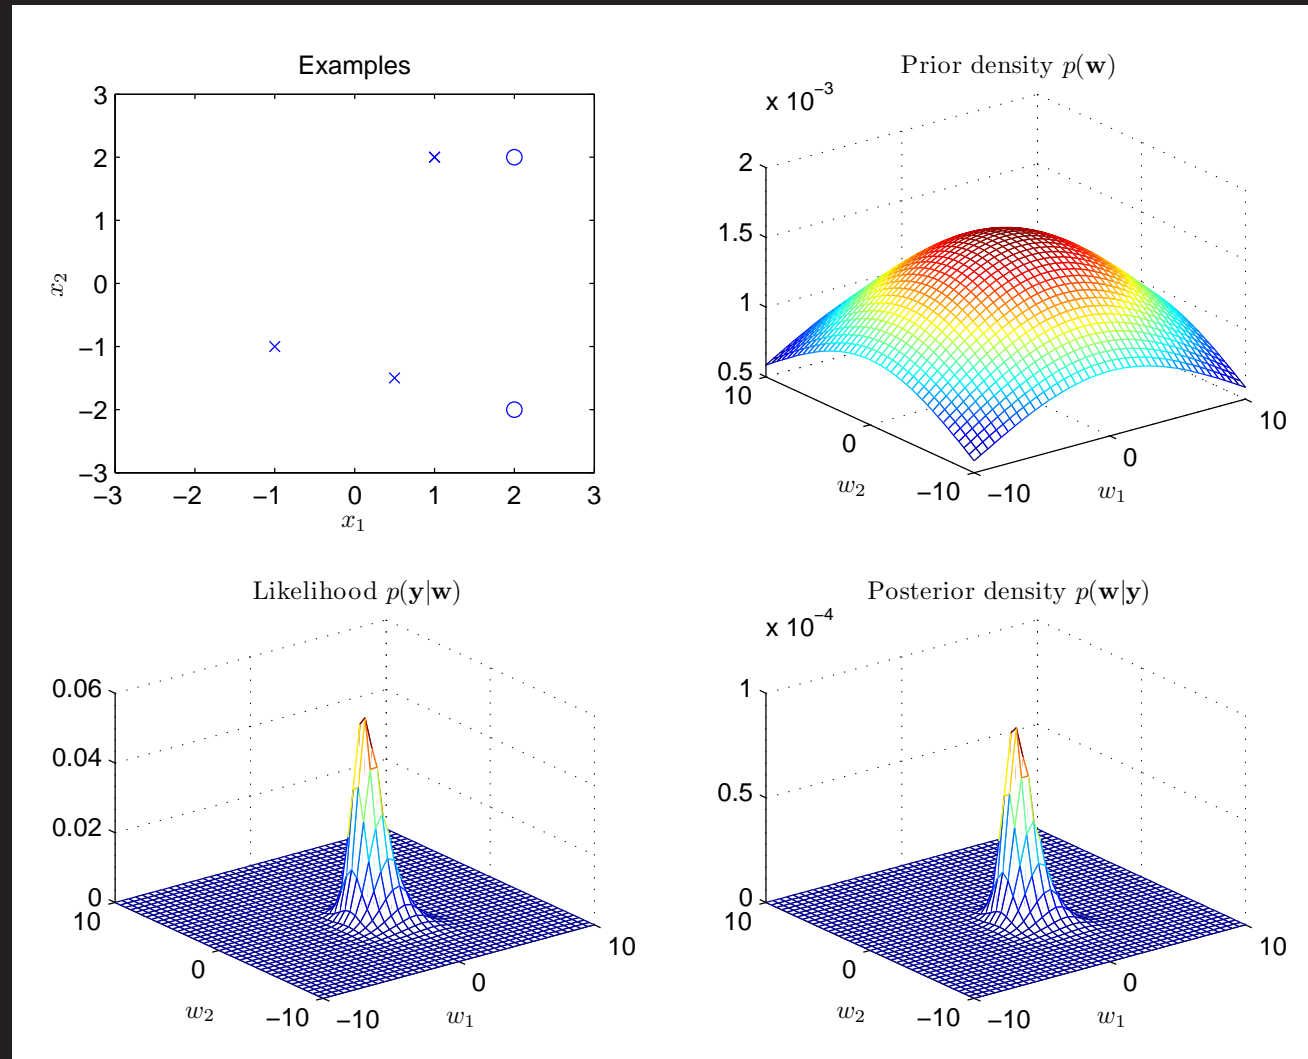 Examples
3
2
1
0
−1
−2
−3
−3 −2 −1 0 1 2 3
x₁
x₂
Prior density p(w)
x 10⁻³
2
1.5
1
0.5
10
0
−10
w₂
−10
0
10
w₁
Likelihood p(y|w)
0.06
0.04
0.02
0
10
0
−10
w₂
−10
0
10
w₁
Posterior density p(w|y)
x 10⁻⁴
1
0.5
0
10
0
−10
w₂
−10
0
10
w₁